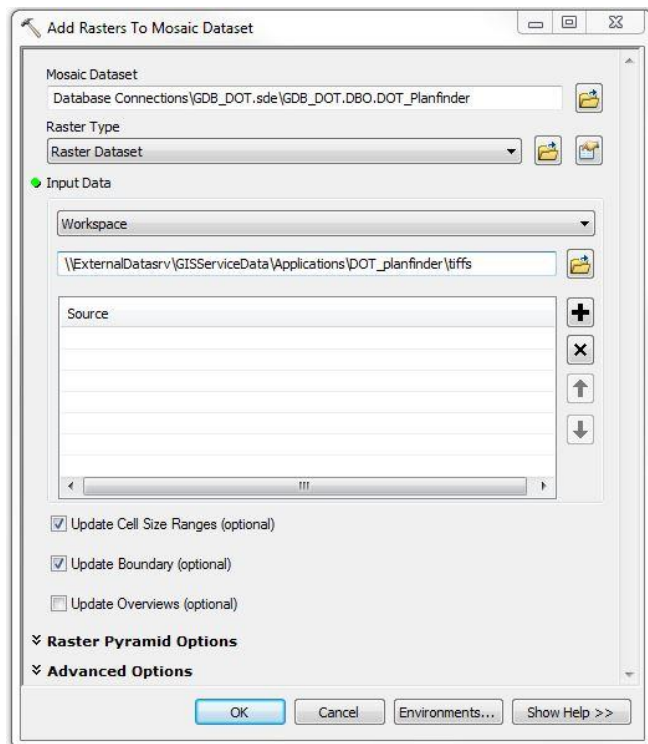 Add Rasters To Mosaic Dataset
Mosaic Dataset
Database Connections\GDB_DOT.sde\GDB_DOT.DBO.DOT_Planfinder
Raster Type
Raster Dataset
Input Data
Workspace
\\ExternalDatasrv\GISServiceData\Applications\DOT_planfinder\tiffs
Source
Update Cell Size Ranges (optional)
Update Boundary (optional)
Update Overviews (optional)
Raster Pyramid Options
Advanced Options
OK Cancel Environments... Show Help >>